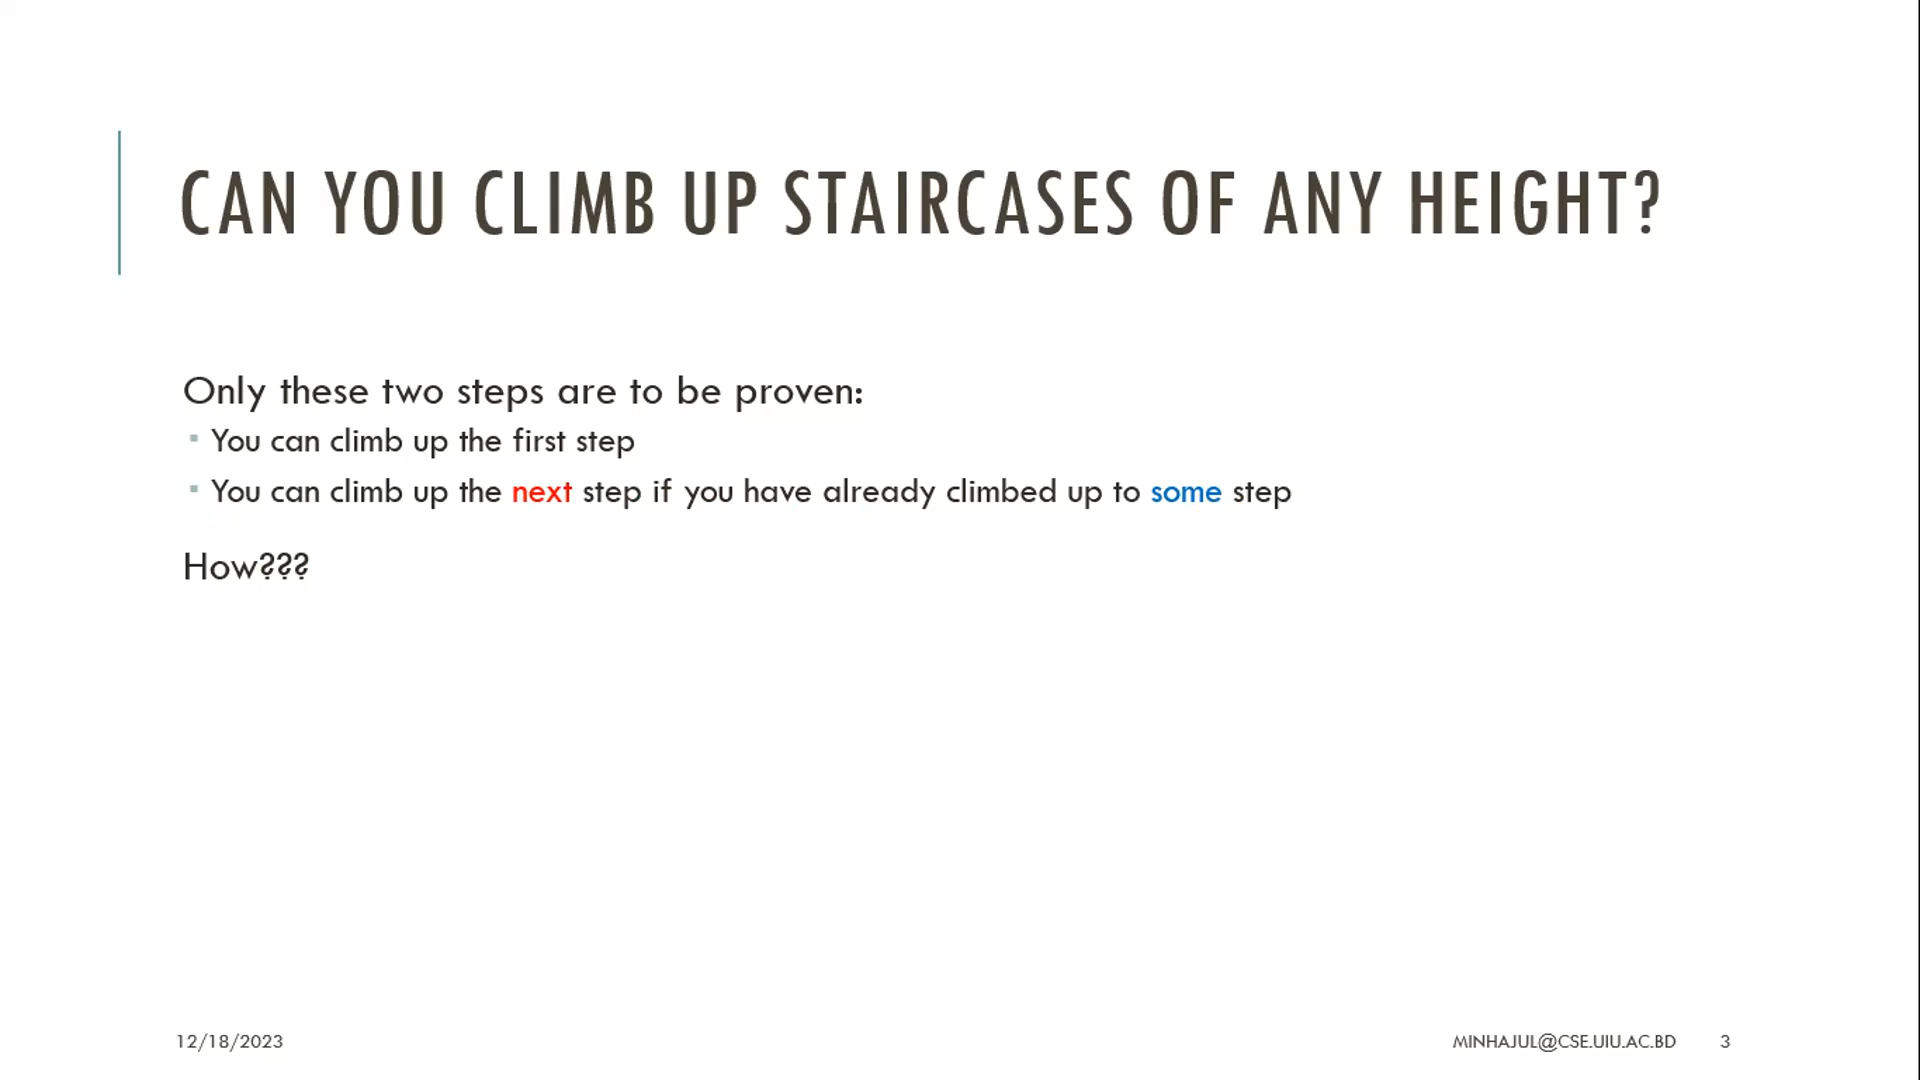 CAN YOU CLIMB UP STAIRCASES OF ANY HEIGHT?
Only these two steps are to be proven:
▪ You can climb up the first step
▪ You can climb up the next step if you have already climbed up to some step
How???
12/18/2023
MINHAJUL@CSE.UIU.AC.BD 3